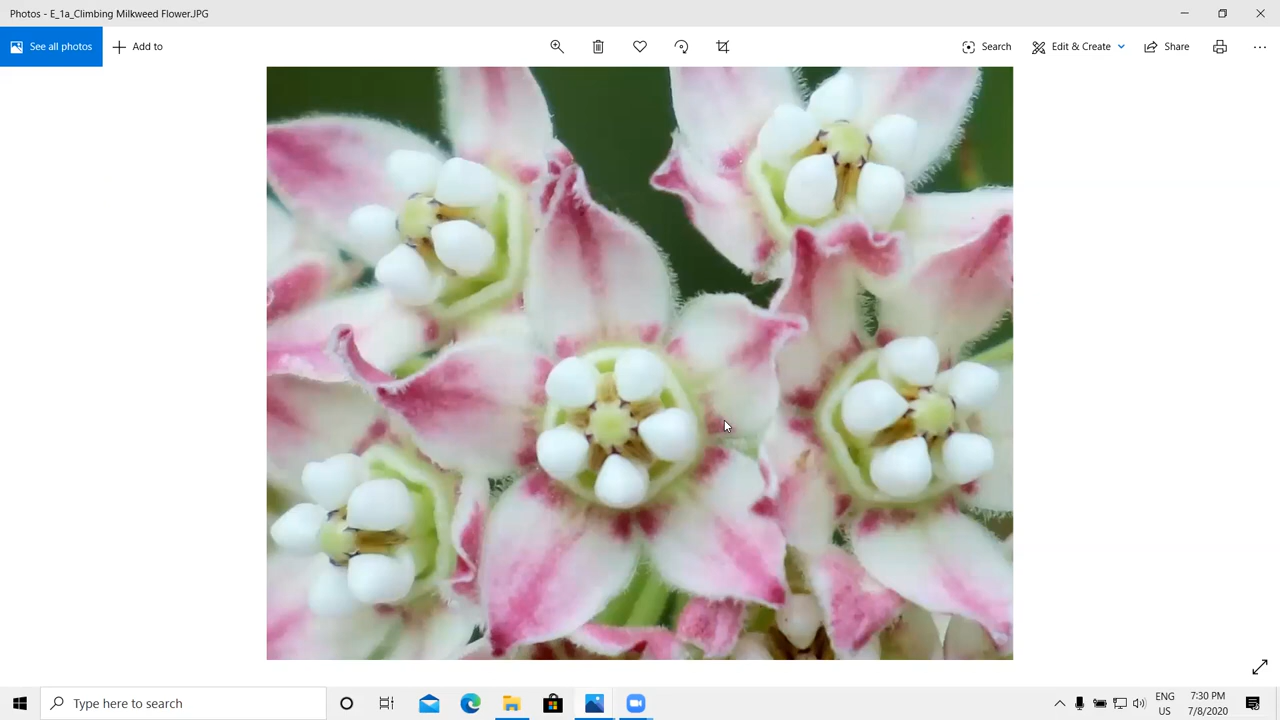 Photos - E_1a_Climbing Milkweed Flower.JPG
See all photos
Add to
Search
Edit & Create
Share
Type here to search
ENG
US
7:30 PM
7/8/2020